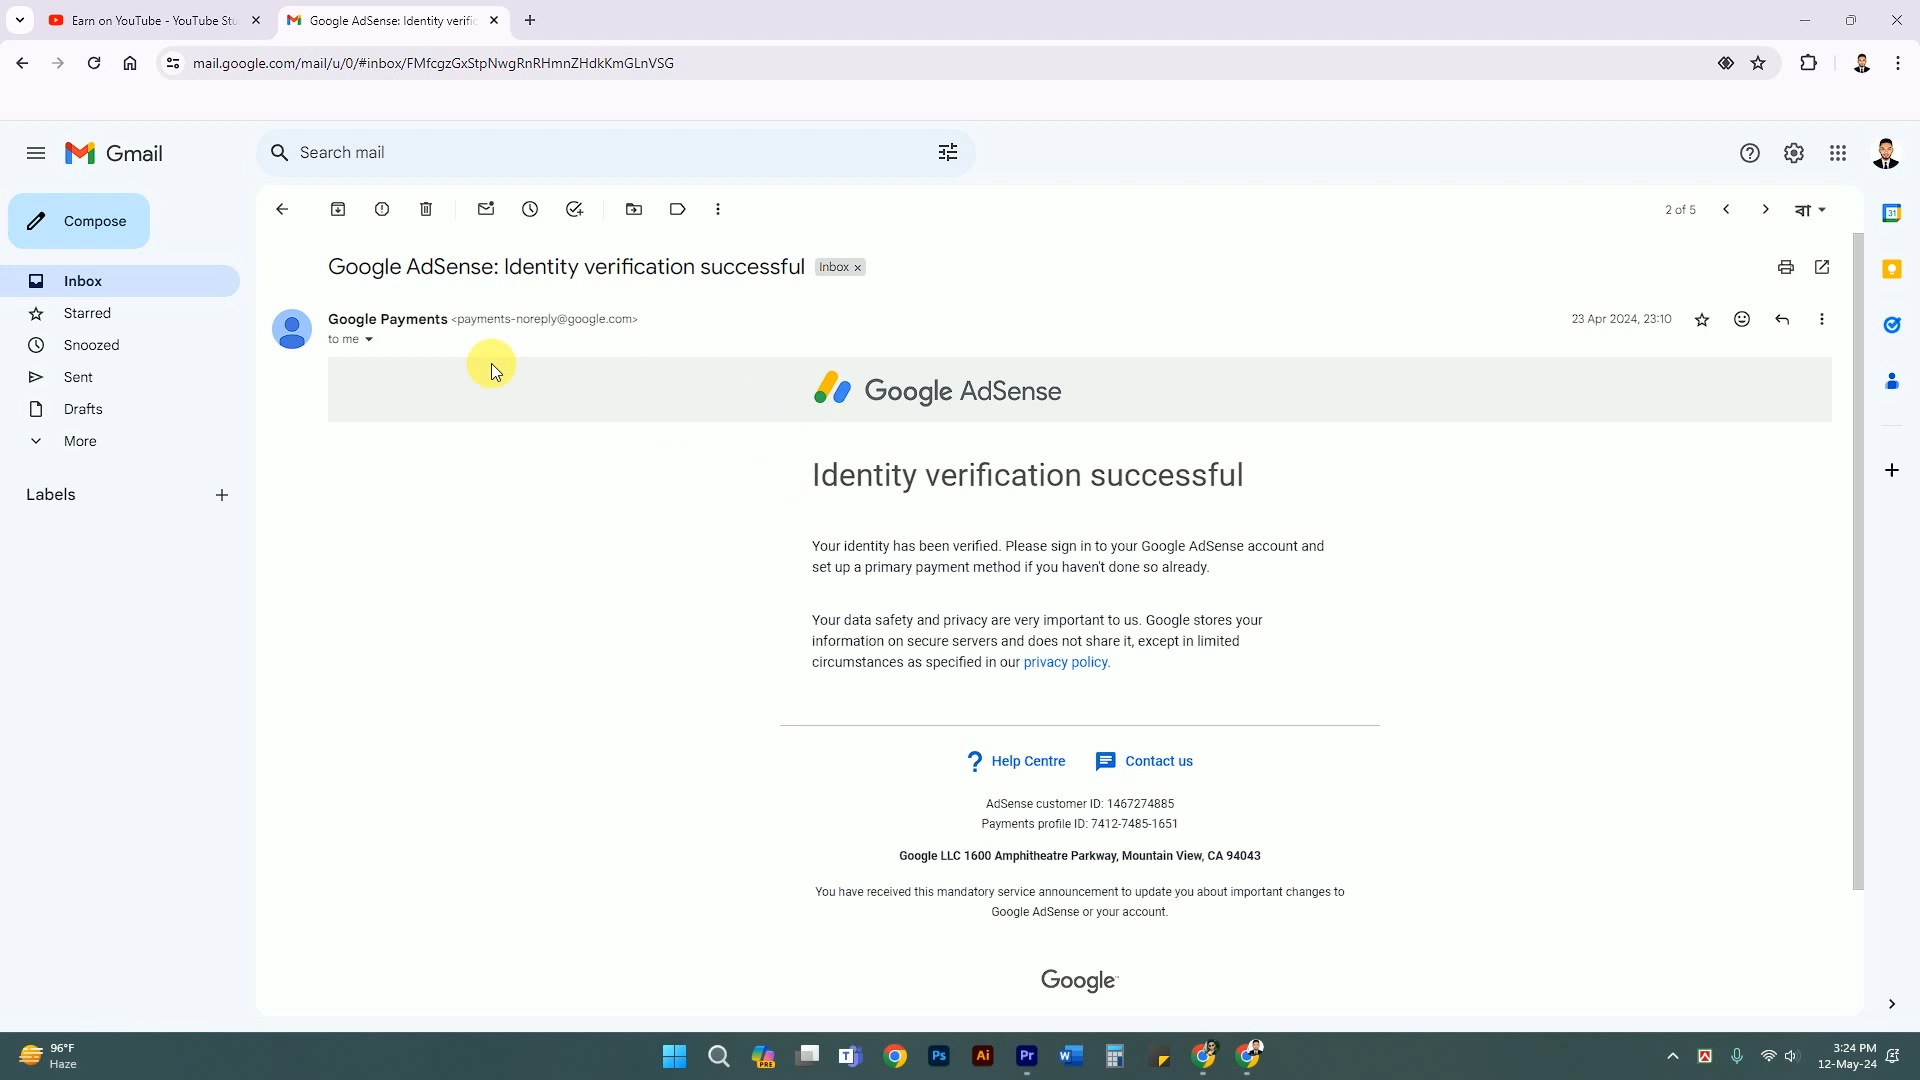 Earn on YouTube - YouTube Stu
Google AdSense: Identity verific
mail.google.com/mail/u/0/#inbox/FMfcgzGxStpNwgRnRHmnZHdkKmGLnVSG
Gmail
Search mail
Compose
2 of 5
বা
Inbox
Starred
Snoozed
Sent
Drafts
More
Labels
Google AdSense: Identity verification successful
Inbox
Google Payments <payments-noreply@google.com>
23 Apr 2024, 23:10
to me
Google AdSense
Identity verification successful
Your identity has been verified. Please sign in to your Google AdSense account and
set up a primary payment method if you haven't done so already.
Your data safety and privacy are very important to us. Google stores your
information on secure servers and does not share it, except in limited
circumstances as specified in our privacy policy.
Help Centre
Contact us
AdSense customer ID: 1467274885
Payments profile ID: 7412-7485-1651
Google LLC 1600 Amphitheatre Parkway, Mountain View, CA 94043
You have received this mandatory service announcement to update you about important changes to
Google AdSense or your account.
Google
31
96°F
Haze
PRE
Ps
Ai
Pr
3:24 PM
12-May-24